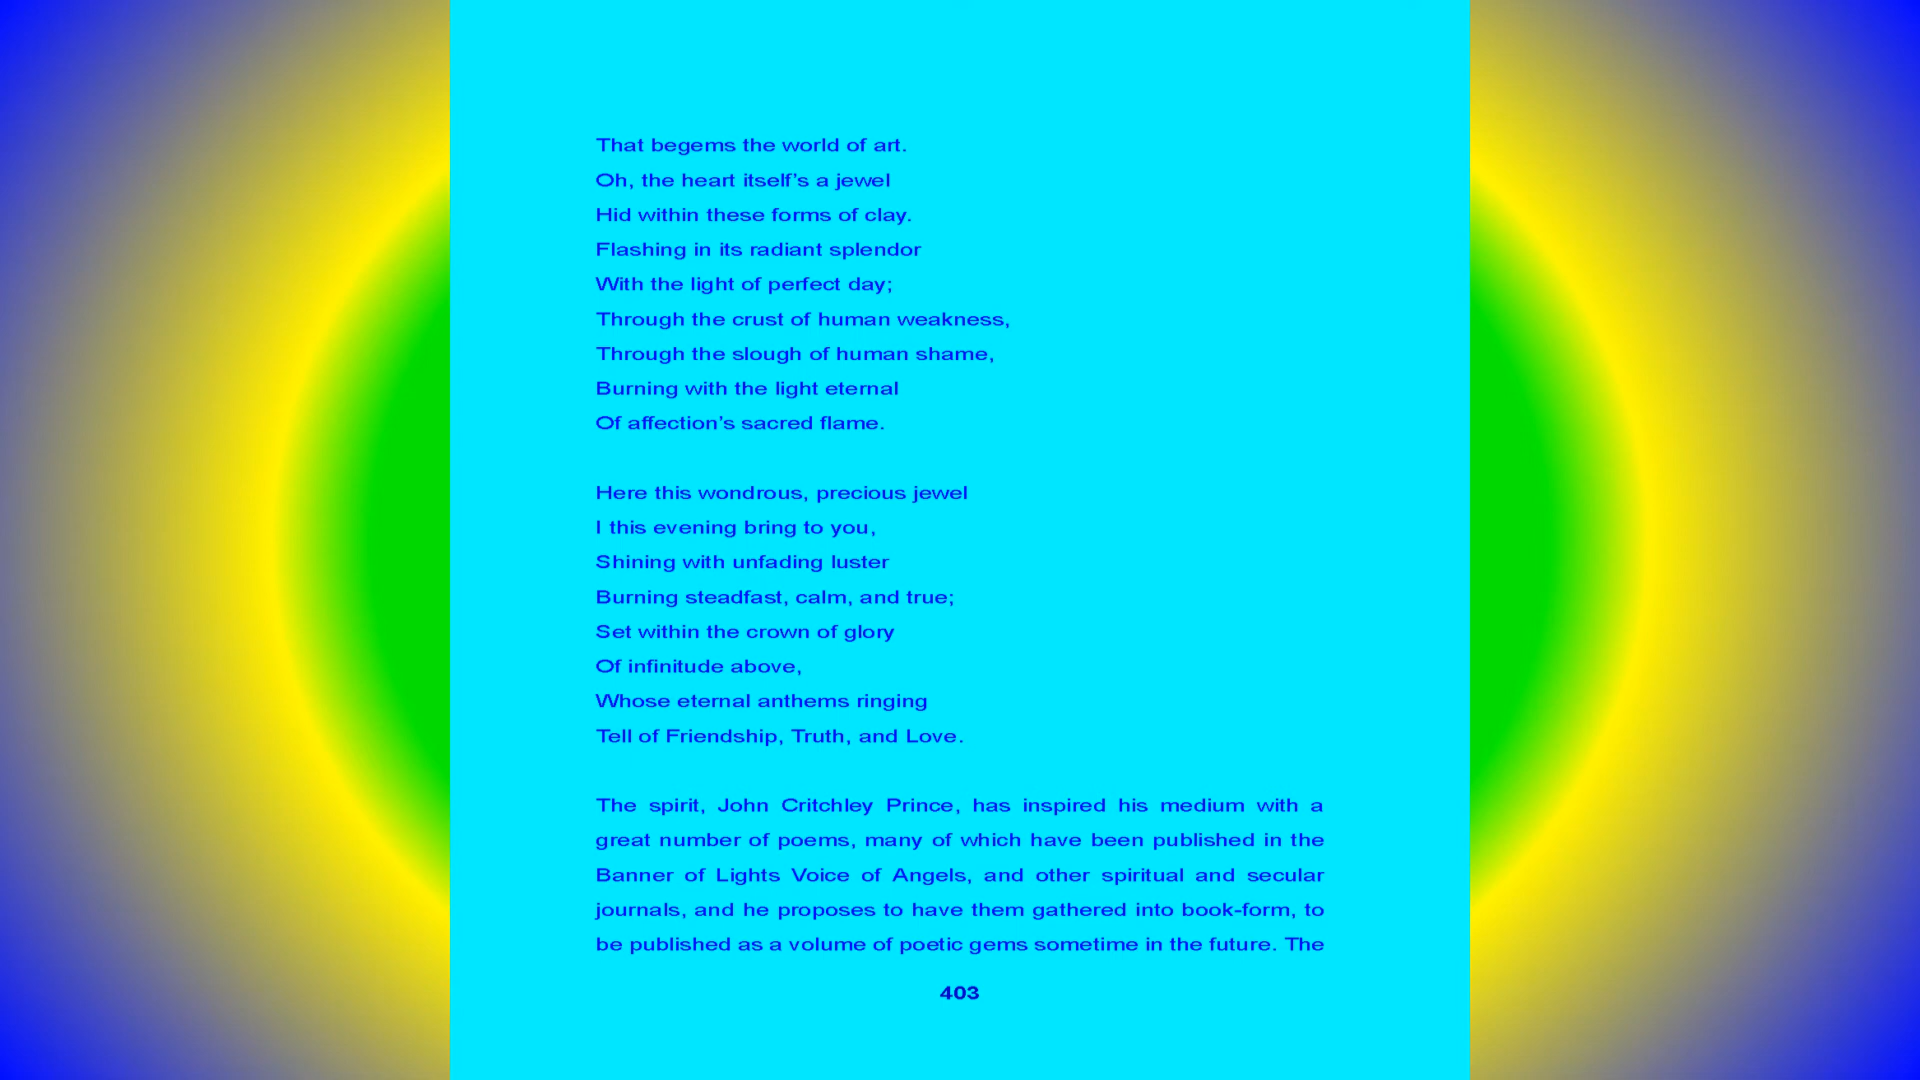 That begems the world of art.
Oh, the heart itself’s a jewel
Hid within these forms of clay.
Flashing in its radiant splendor
With the light of perfect day;
Through the crust of human weakness,
Through the slough of human shame,
Burning with the light eternal
Of affection’s sacred flame.
Here this wondrous, precious jewel
I this evening bring to you,
Shining with unfading luster
Burning steadfast, calm, and true;
Set within the crown of glory
Of infinitude above,
Whose eternal anthems ringing
Tell of Friendship, Truth, and Love.
The spirit, John Critchley Prince, has inspired his medium with a
great number of poems, many of which have been published in the
Banner of Lights Voice of Angels, and other spiritual and secular
journals, and he proposes to have them gathered into book-form, to
be published as a volume of poetic gems sometime in the future. The
403